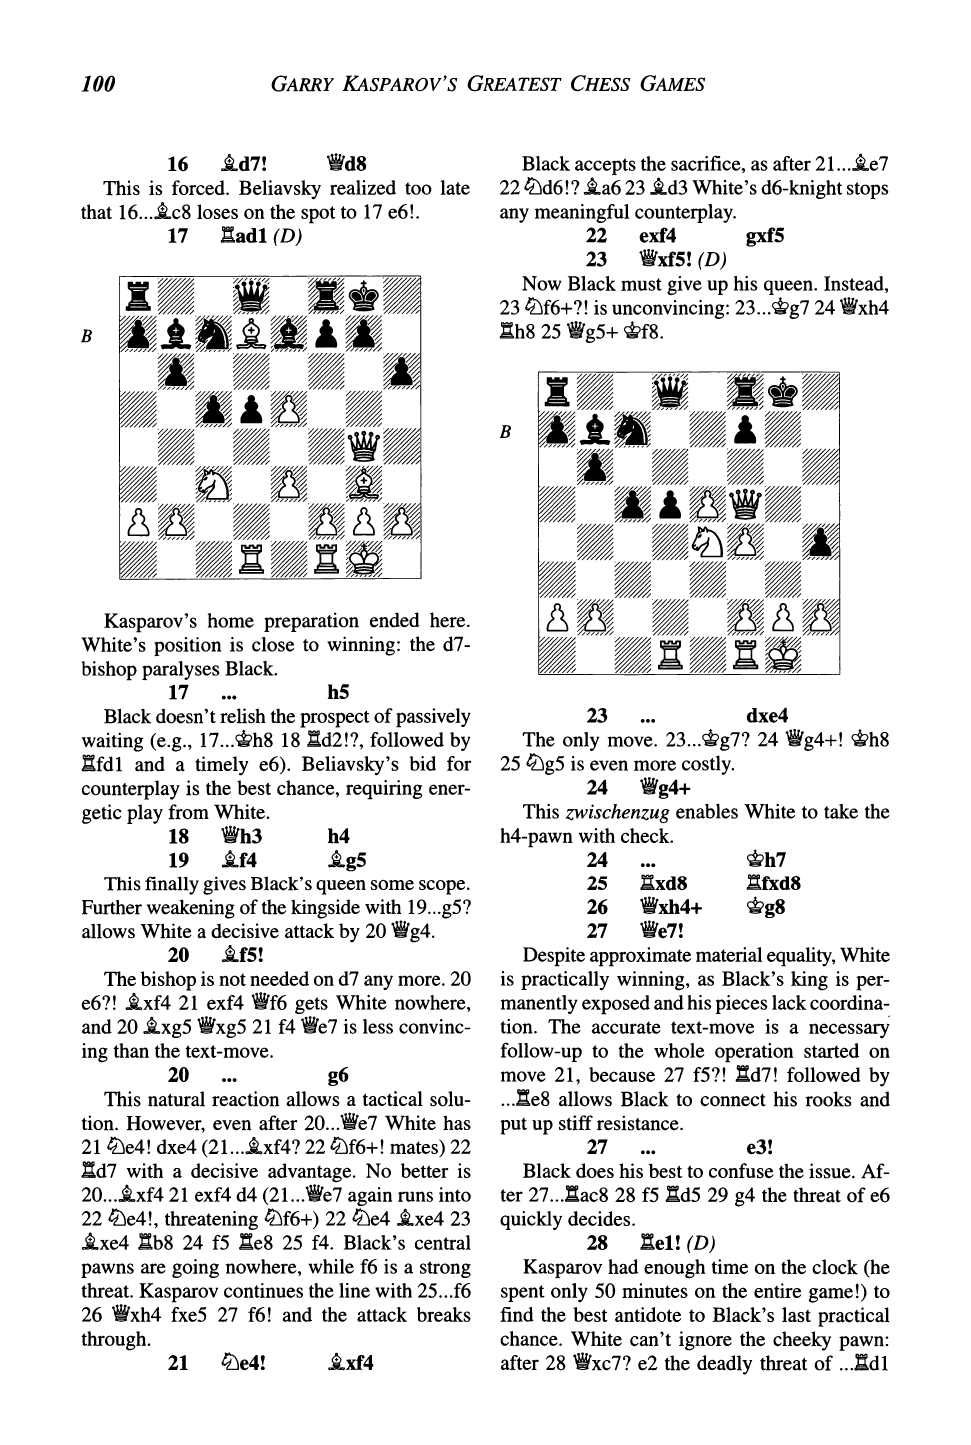 100 GARRY KASPAROV'S GREATEST CHESS GAMES
16 ♗d7! ♛d8
This is forced. Beliavsky realized too late
that 16...♗c8 loses on the spot to 17 e6!.
17 ♖ad1 (D)
B
Kasparov's home preparation ended here.
White's position is close to winning: the d7-
bishop paralyses Black.
17 ... h5
Black doesn't relish the prospect of passively
waiting (e.g., 17...♔h8 18 ♖d2!?, followed by
♖fd1 and a timely e6). Beliavsky's bid for
counterplay is the best chance, requiring ener-
getic play from White.
18 ♕h3 h4
19 ♗f4 ♗g5
This finally gives Black's queen some scope.
Further weakening of the kingside with 19...g5?
allows White a decisive attack by 20 ♕g4.
20 ♗f5!
The bishop is not needed on d7 any more. 20
e6?! ♗xf4 21 exf4 ♕f6 gets White nowhere,
and 20 ♗xg5 ♕xg5 21 f4 ♕e7 is less convinc-
ing than the text-move.
20 ... g6
This natural reaction allows a tactical solu-
tion. However, even after 20...♕e7 White has
21 ♘e4! dxe4 (21...♗xf4? 22 ♘f6+! mates) 22
♖d7 with a decisive advantage. No better is
20...♗xf4 21 exf4 d4 (21...♕e7 again runs into
22 ♘e4!, threatening ♘f6+) 22 ♘e4 ♗xe4 23
♗xe4 ♖b8 24 f5 ♖e8 25 f4. Black's central
pawns are going nowhere, while f6 is a strong
threat. Kasparov continues the line with 25...f6
26 ♕xh4 fxe5 27 f6! and the attack breaks
through.
21 ♘e4! ♗xf4
Black accepts the sacrifice, as after 21...♗e7
22 ♘d6!? ♗a6 23 ♗d3 White's d6-knight stops
any meaningful counterplay.
22 exf4 gxf5
23 ♕xf5! (D)
Now Black must give up his queen. Instead,
23 ♘f6+?! is unconvincing: 23...♔g7 24 ♕xh4
♖h8 25 ♕g5+ ♔f8.
B
23 ... dxe4
The only move. 23...♔g7? 24 ♕g4+! ♔h8
25 ♘g5 is even more costly.
24 ♕g4+
This zwischenzug enables White to take the
h4-pawn with check.
24 ... ♔h7
25 ♖xd8 ♖fxd8
26 ♕xh4+ ♔g8
27 ♕e7!
Despite approximate material equality, White
is practically winning, as Black's king is per-
manently exposed and his pieces lack coordina-
tion. The accurate text-move is a necessary
follow-up to the whole operation started on
move 21, because 27 f5?! ♖d7! followed by
...♖e8 allows Black to connect his rooks and
put up stiff resistance.
27 ... e3!
Black does his best to confuse the issue. Af-
ter 27...♖ac8 28 f5 ♖d5 29 g4 the threat of e6
quickly decides.
28 ♖e1! (D)
Kasparov had enough time on the clock (he
spent only 50 minutes on the entire game!) to
find the best antidote to Black's last practical
chance. White can't ignore the cheeky pawn:
after 28 ♕xc7? e2 the deadly threat of ...♖d1